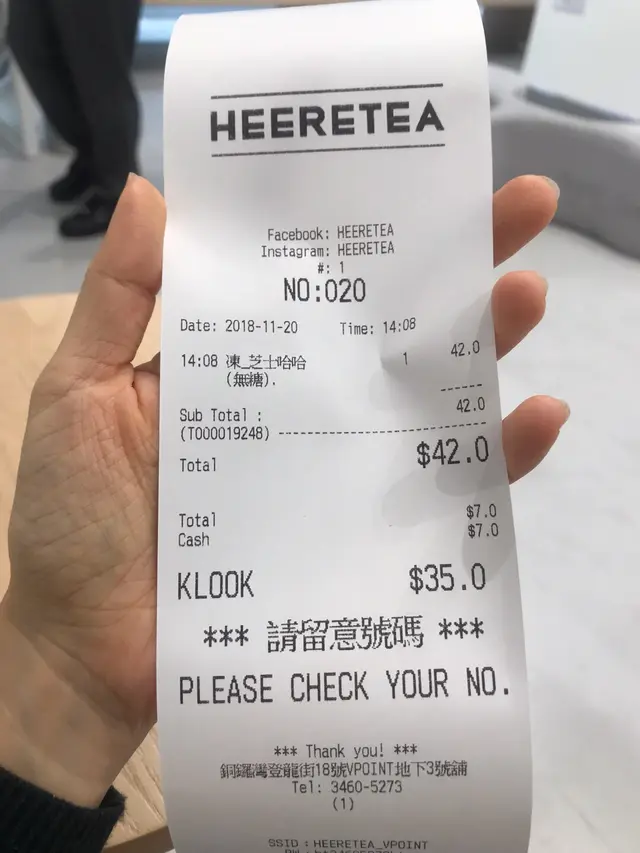 HEERETEA
Facebook: HEERETEA
Instagram: HEERETEA
#: 1
NO:020
Date: 2018-11-20 Time: 14:08
14:08 凍_芝士哈哈 1 42.0
(無糖).
------
Sub Total : 42.0
(T000019248) --------------------
Total $42.0
Total $7.0
Cash $7.0
KLOOK $35.0
*** 請留意號碼 ***
PLEASE CHECK YOUR NO.
*** Thank you! ***
銅鑼灣登龍街18號VPOINT地下3號舖
Tel: 3460-5273
(1)
SSID : HEERETEA_VPOINT